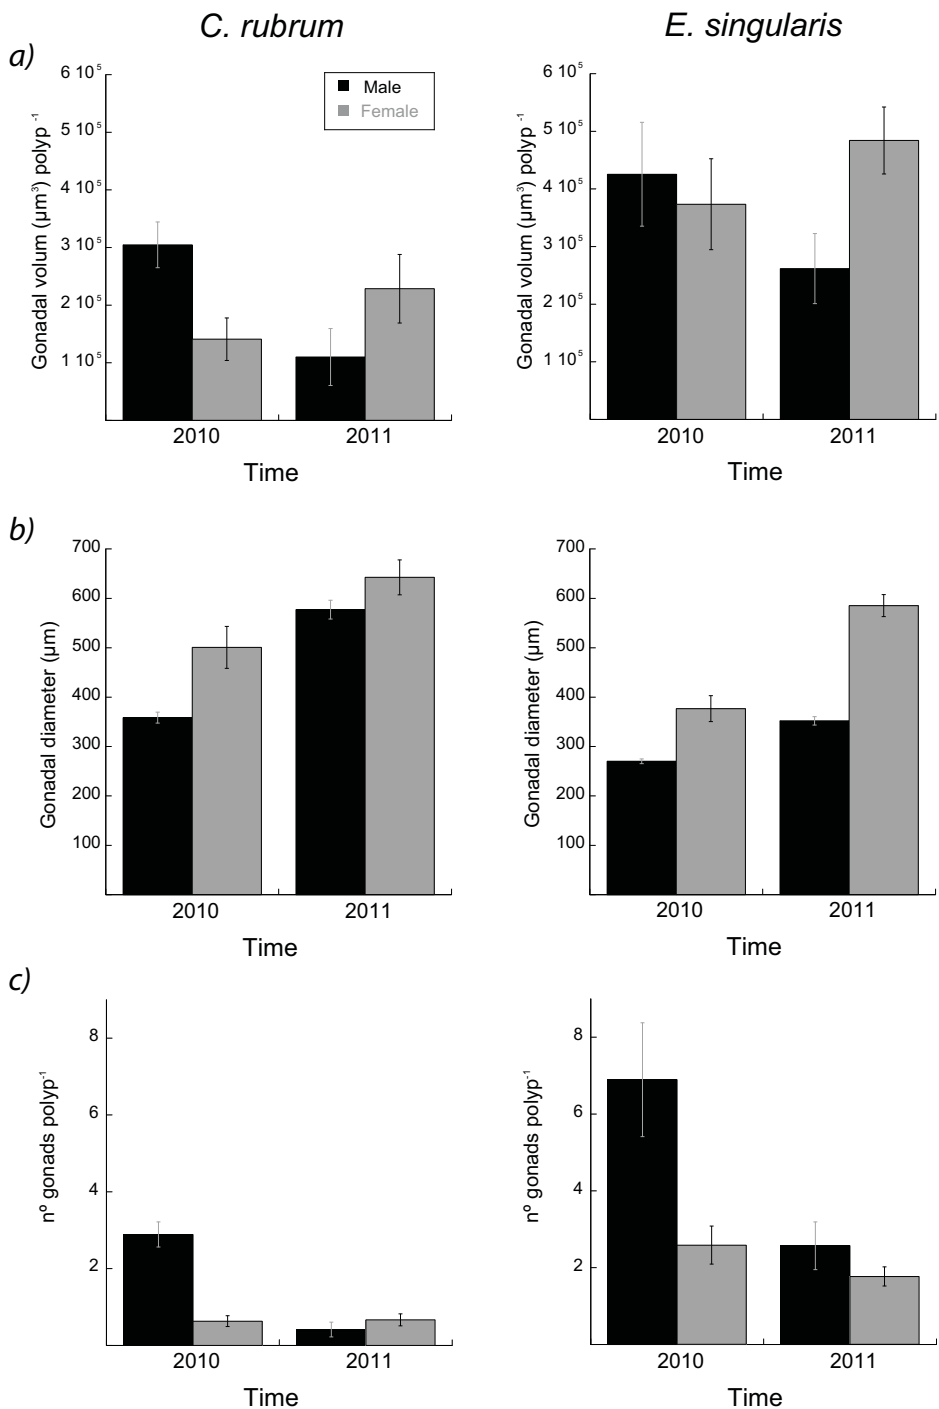 C. rubrum
E. singularis
a)
Gonadal volum (µm³) polyp⁻¹
6 10⁵
5 10⁵
4 10⁵
3 10⁵
2 10⁵
1 10⁵
Male
Female
2010
2011
Time
Gonadal volum (µm³) polyp⁻¹
6 10⁵
5 10⁵
4 10⁵
3 10⁵
2 10⁵
1 10⁵
2010
2011
Time
b)
Gonadal diameter (µm)
700
600
500
400
300
200
100
2010
2011
Time
Gonadal diameter (µm)
700
600
500
400
300
200
100
2010
2011
Time
c)
nº gonads polyp⁻¹
8
6
4
2
2010
2011
Time
nº gonads polyp⁻¹
8
6
4
2
2010
2011
Time